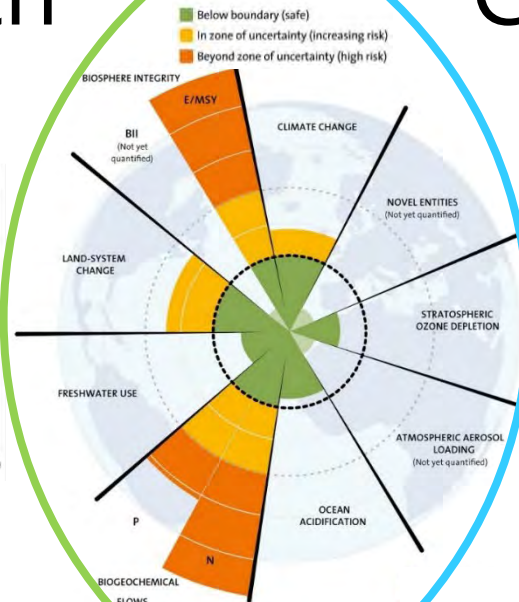 Below boundary (safe)
In zone of uncertainty (increasing risk)
Beyond zone of uncertainty (high risk)
BIOSPHERE INTEGRITY
E/MSY
CLIMATE CHANGE
BII
(Not yet
quantified)
NOVEL ENTITIES
(Not yet quantified)
LAND-SYSTEM
CHANGE
STRATOSPHERIC
OZONE DEPLETION
FRESHWATER USE
ATMOSPHERIC AEROSOL
LOADING
(Not yet quantified)
OCEAN
ACIDIFICATION
P
N
BIOGEOCHEMICAL
FLOWS